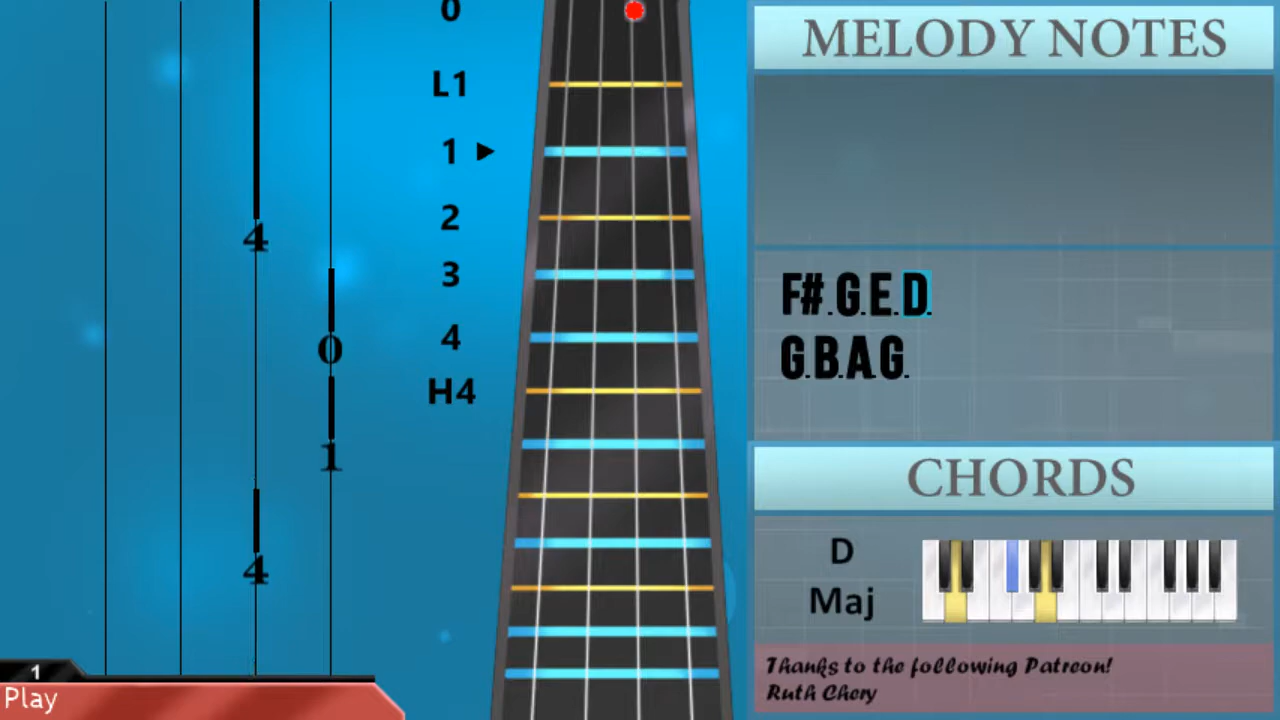 0
L1
1
2
3
4
H4
4
0
1
4
1
Play
MELODY NOTES
F#.G.E.D.
G.B.A.G.
CHORDS
D
Maj
Thanks to the following Patreon!
Ruth Chery